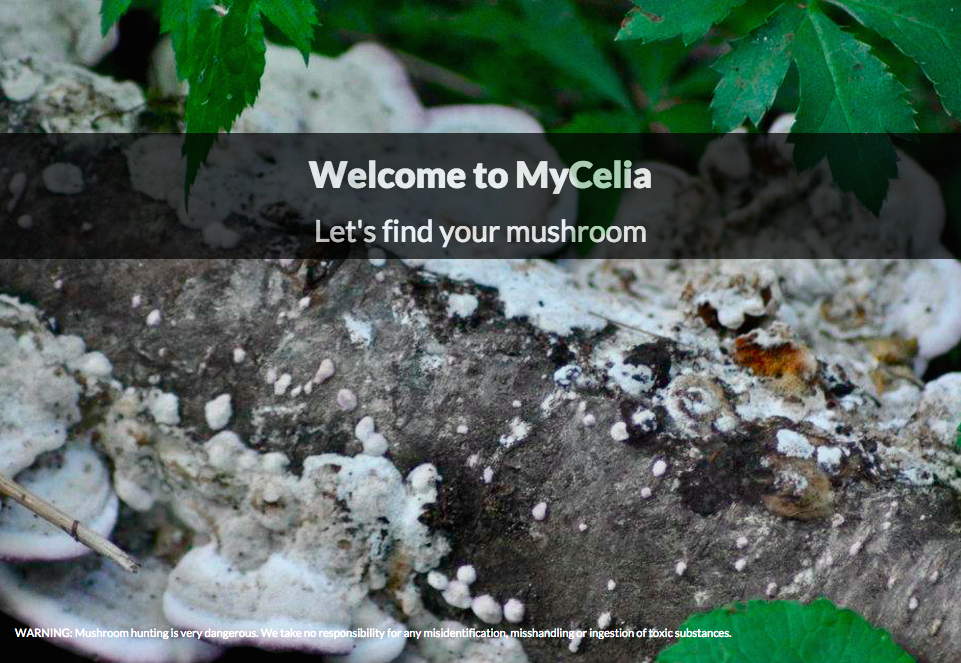 Welcome to MyCelia
Let's find your mushroom
WARNING: Mushroom hunting is very dangerous. We take no responsibility for any misidentification, misshandling or ingestion of toxic substances.